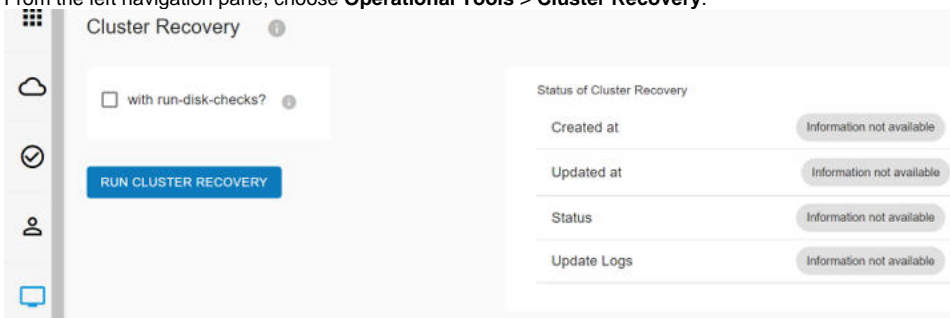 From the left navigation pane, choose Operational Tools > Cluster Recovery.
Cluster Recovery
with run-disk-checks?
RUN CLUSTER RECOVERY
Status of Cluster Recovery
Created at Information not available
Updated at Information not available
Status Information not available
Update Logs Information not available